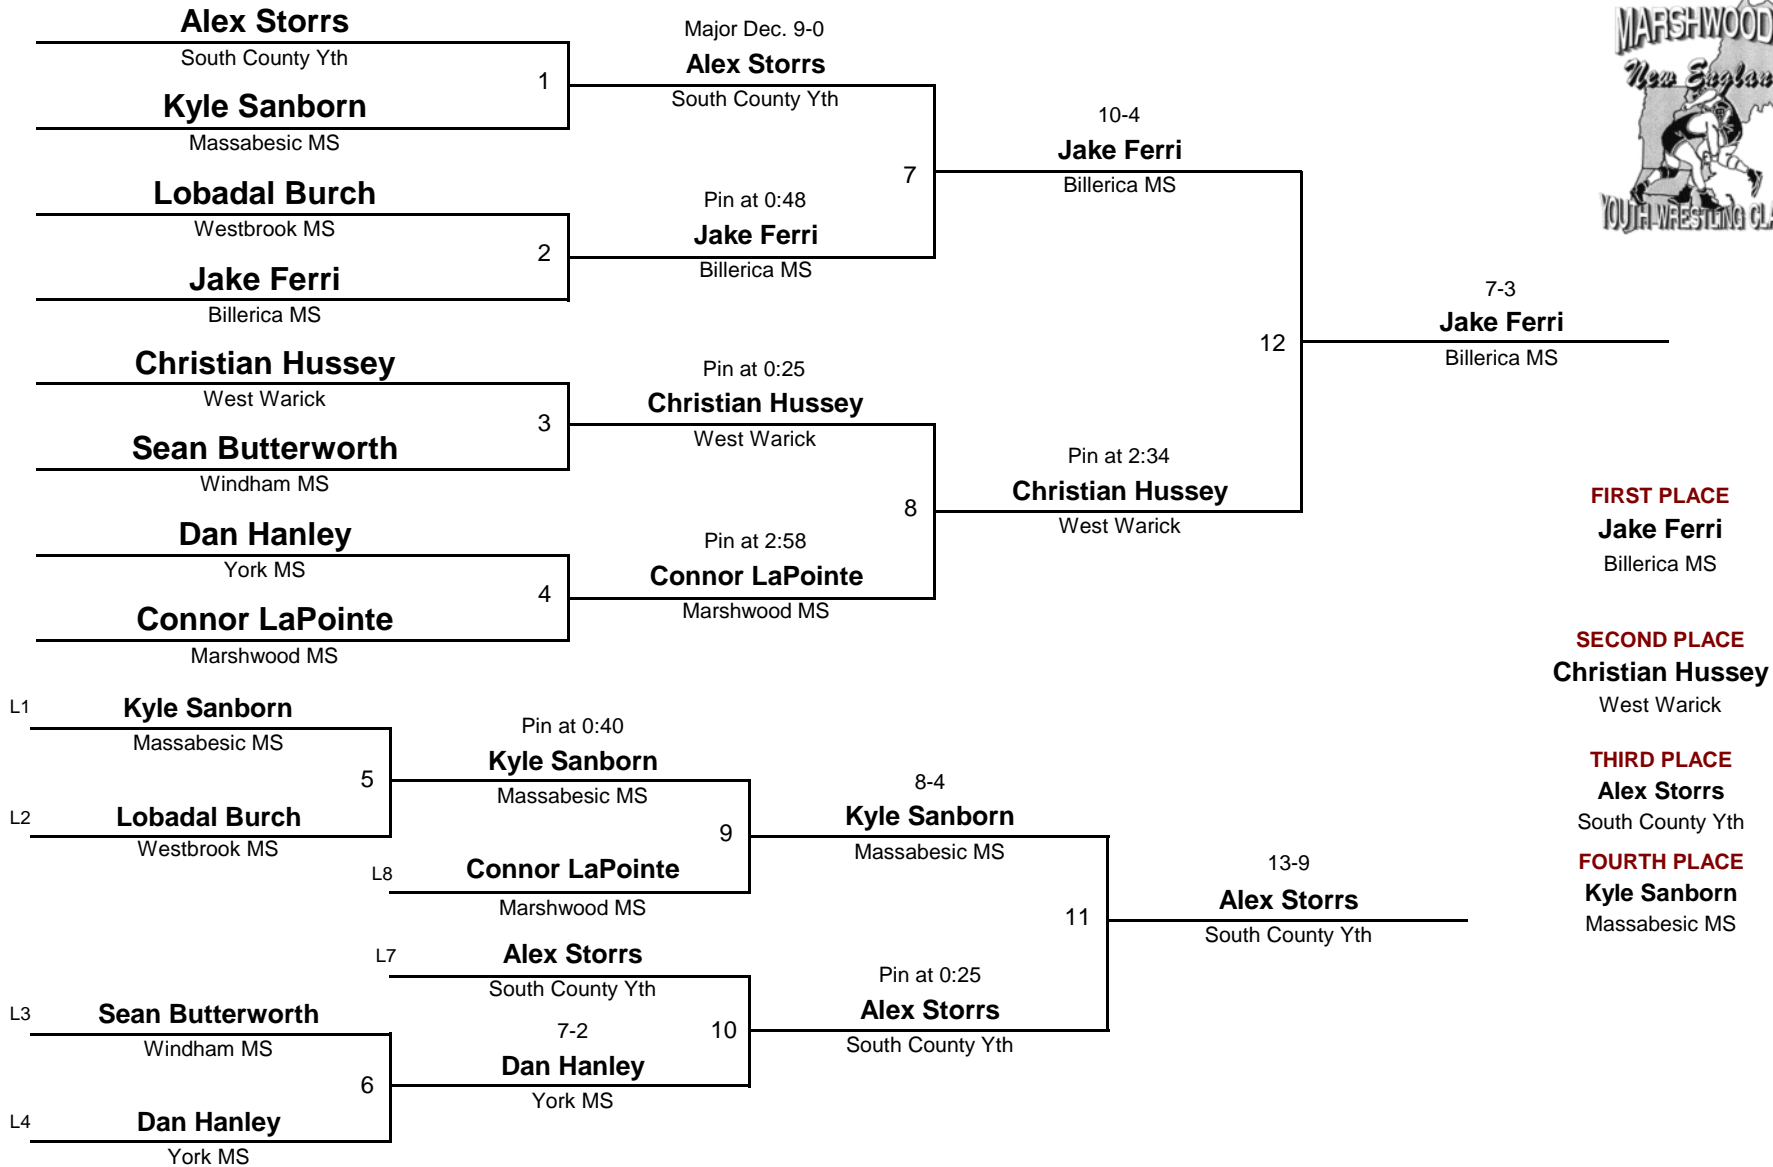 Alex Storrs
South County Yth
1
Kyle Sanborn
Massabesic MS
Lobadal Burch
Westbrook MS
2
Jake Ferri
Billerica MS
Christian Hussey
West Warick
3
Sean Butterworth
Windham MS
Dan Hanley
York MS
4
Connor LaPointe
Marshwood MS
Major Dec. 9-0
Alex Storrs
South County Yth
7
Pin at 0:48
Jake Ferri
Billerica MS
Pin at 0:25
Christian Hussey
West Warick
8
Pin at 2:58
Connor LaPointe
Marshwood MS
10-4
Jake Ferri
Billerica MS
12
Pin at 2:34
Christian Hussey
West Warick
7-3
Jake Ferri
Billerica MS
MARSHWOOD
New England
YOUTH WRESTLING CLA
FIRST PLACE
Jake Ferri
Billerica MS
SECOND PLACE
Christian Hussey
West Warick
THIRD PLACE
Alex Storrs
South County Yth
FOURTH PLACE
Kyle Sanborn
Massabesic MS
L1 Kyle Sanborn
Massabesic MS
5
L2 Lobadal Burch
Westbrook MS
Pin at 0:40
Kyle Sanborn
Massabesic MS
9
L8 Connor LaPointe
Marshwood MS
L7 Alex Storrs
South County Yth
10
7-2
Dan Hanley
York MS
L3 Sean Butterworth
Windham MS
6
L4 Dan Hanley
York MS
8-4
Kyle Sanborn
Massabesic MS
11
Pin at 0:25
Alex Storrs
South County Yth
13-9
Alex Storrs
South County Yth